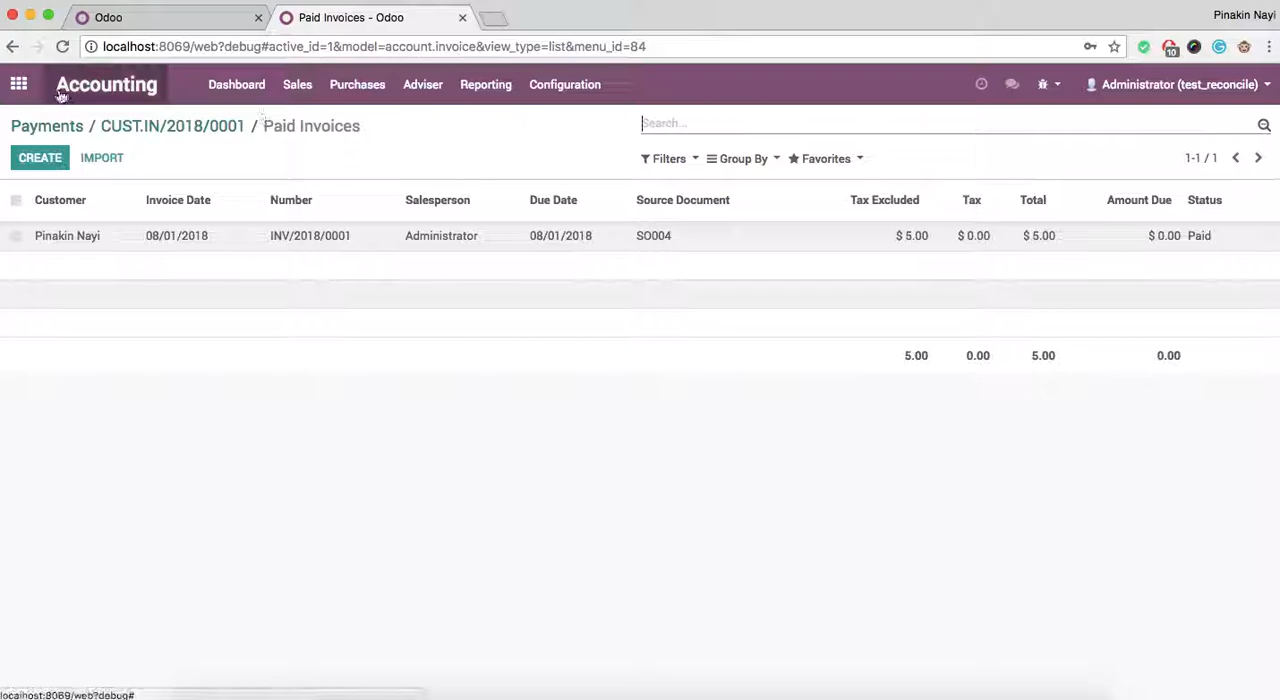 Odoo
Paid Invoices - Odoo
Pinakin Nayi
localhost:8069/web?debug#active_id=1&model=account.invoice&view_type=list&menu_id=84
10
Accounting Dashboard Sales Purchases Adviser Reporting Configuration Administrator (test_reconcile)
Payments / CUST.IN/2018/0001 / Paid Invoices
Search...
CREATE IMPORT
Filters Group By Favorites 1-1 / 1
Customer Invoice Date Number Salesperson Due Date Source Document Tax Excluded Tax Total Amount Due Status
Pinakin Nayi 08/01/2018 INV/2018/0001 Administrator 08/01/2018 SO004 $ 5.00 $ 0.00 $ 5.00 $ 0.00 Paid
5.00 0.00 5.00 0.00
localhost:8069/web?debug#